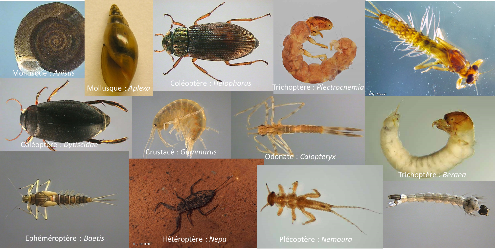 Mollusque : Anisus
Mollusque : Aplexa
Coléoptère : Helophorus
Trichoptère : Plectrocnemia
Coléoptère : Dytiscidae
Crustacé : Gammarus
Odonate : Calopteryx
Trichoptère : Beraea
Ephéméroptère : Baetis
Hétéroptère : Nepa
Plécoptère : Nemoura